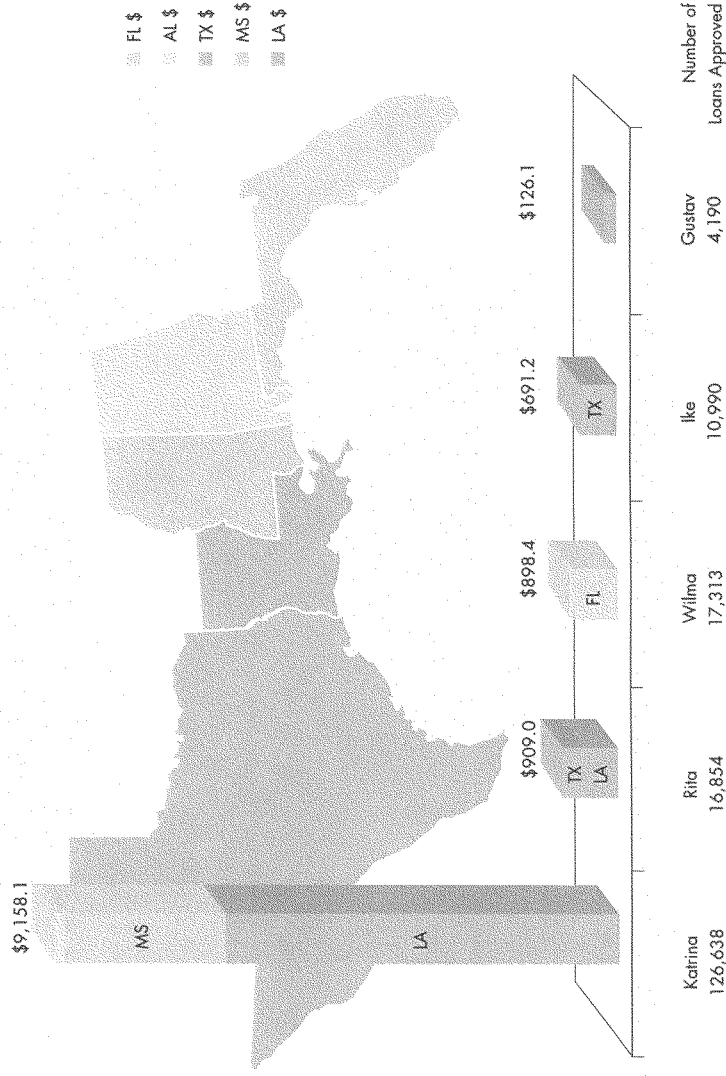 FL $
AL $
TX $
MS $
LA $
$9,158.1
MS
LA
$909.0
TX
LA
$898.4
FL
$691.2
TX
$126.1
Katrina
Rita
Wilma
Ike
Gustav
Number of
126,638
16,854
17,313
10,990
4,190
Loans Approved